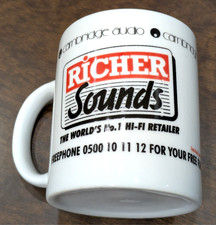 cambridge audio cambridge
RiCHER
Sounds
THE WORLD'S No.1 HI-FI RETAILER
FREEPHONE 0500 10 11 12 FOR YOUR FREE